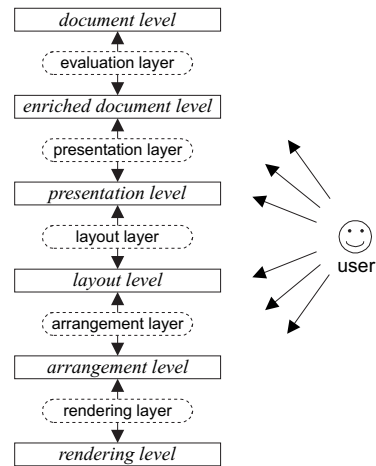 document level
evaluation layer
enriched document level
presentation layer
presentation level
layout layer
user
layout level
arrangement layer
arrangement level
rendering layer
rendering level